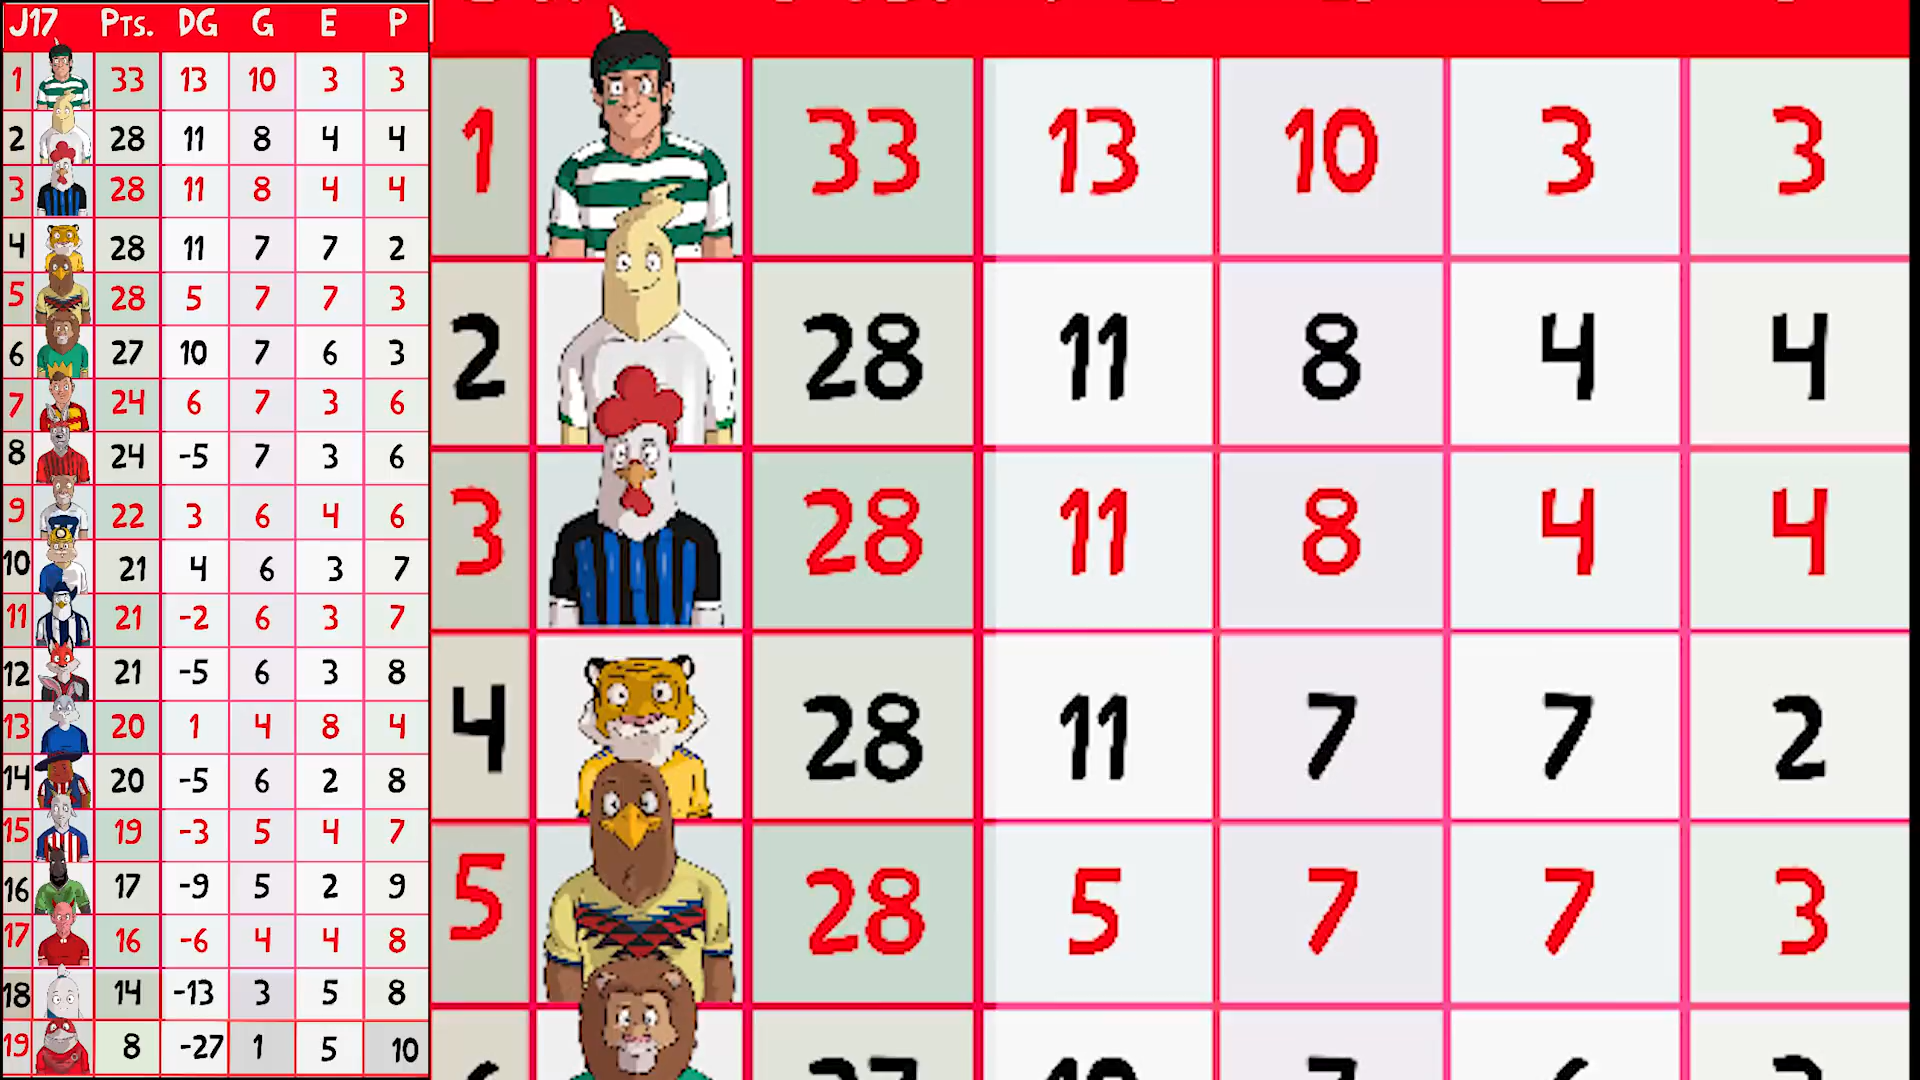 J17 Pts. DG G E P
1 33 13 10 3 3
2 28 11 8 4 4
3 28 11 8 4 4
4 28 11 7 7 2
5 28 5 7 7 3
6 27 10 7 6 3
7 24 6 7 3 6
8 24 -5 7 3 6
9 22 3 6 4 6
10 21 4 6 3 7
11 21 -2 6 3 7
12 21 -5 6 3 8
13 20 1 4 8 4
14 20 -5 6 2 8
15 19 -3 5 4 7
16 17 -9 5 2 9
17 16 -6 4 4 8
18 14 -13 3 5 8
19 8 -27 1 5 10
1 33 13 10 3 3
2 28 11 8 4 4
3 28 11 8 4 4
4 28 11 7 7 2
5 28 5 7 7 3